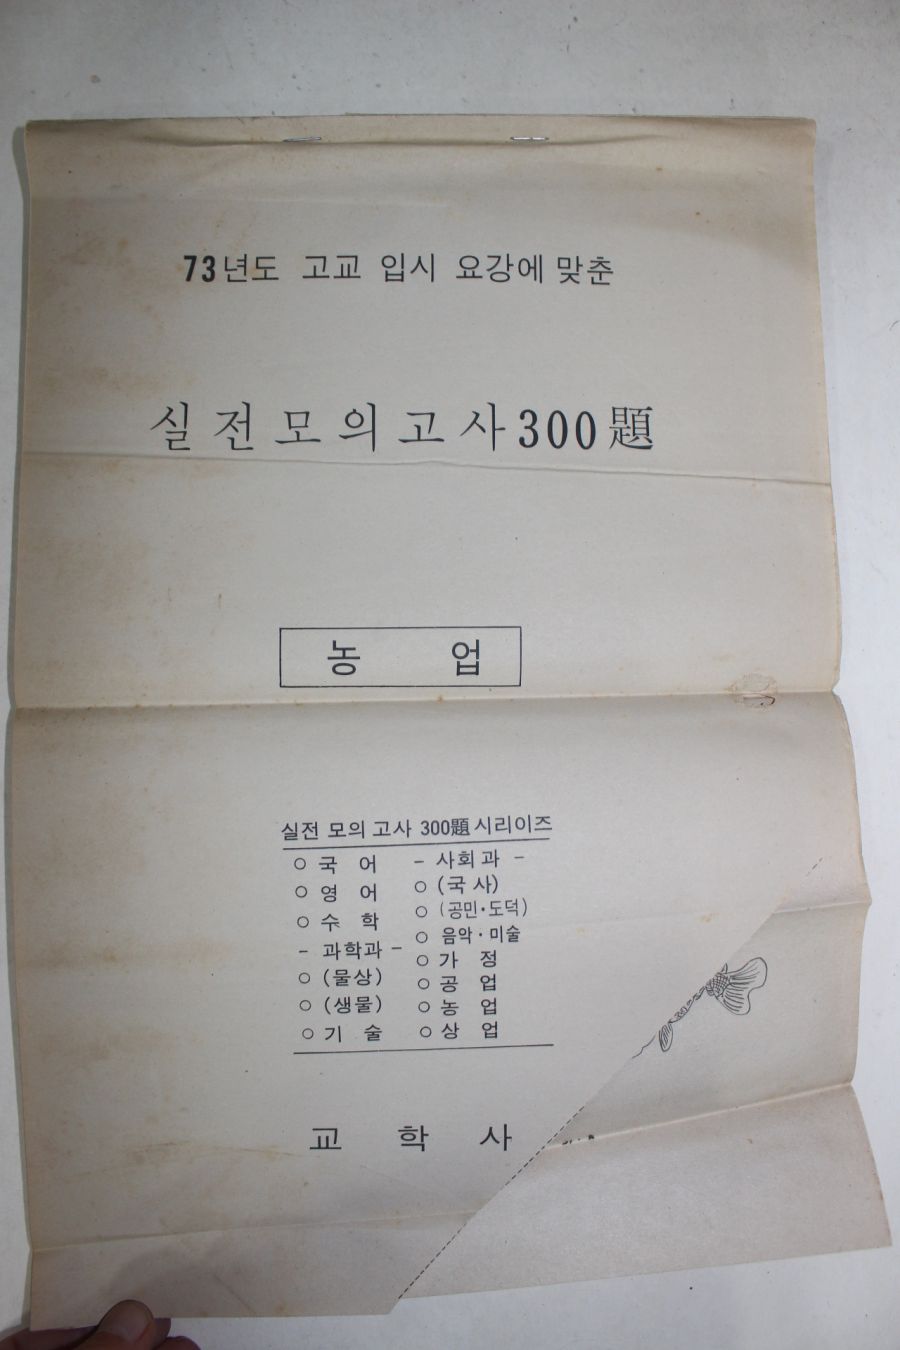 73년도 고교 입시 요강에 맞춘
실전모의고사300題
농 업
실전 모의 고사 300題 시리이즈
○ 국 어
○ 영 어
○ 수 학
- 과학과 -
○ (물상)
○ (생물)
○ 기 술
- 사회과 -
○ (국사)
○ (공민·도덕)
○ 음악·미술
○ 가 정
○ 공 업
○ 농 업
○ 상 업
교 학 사